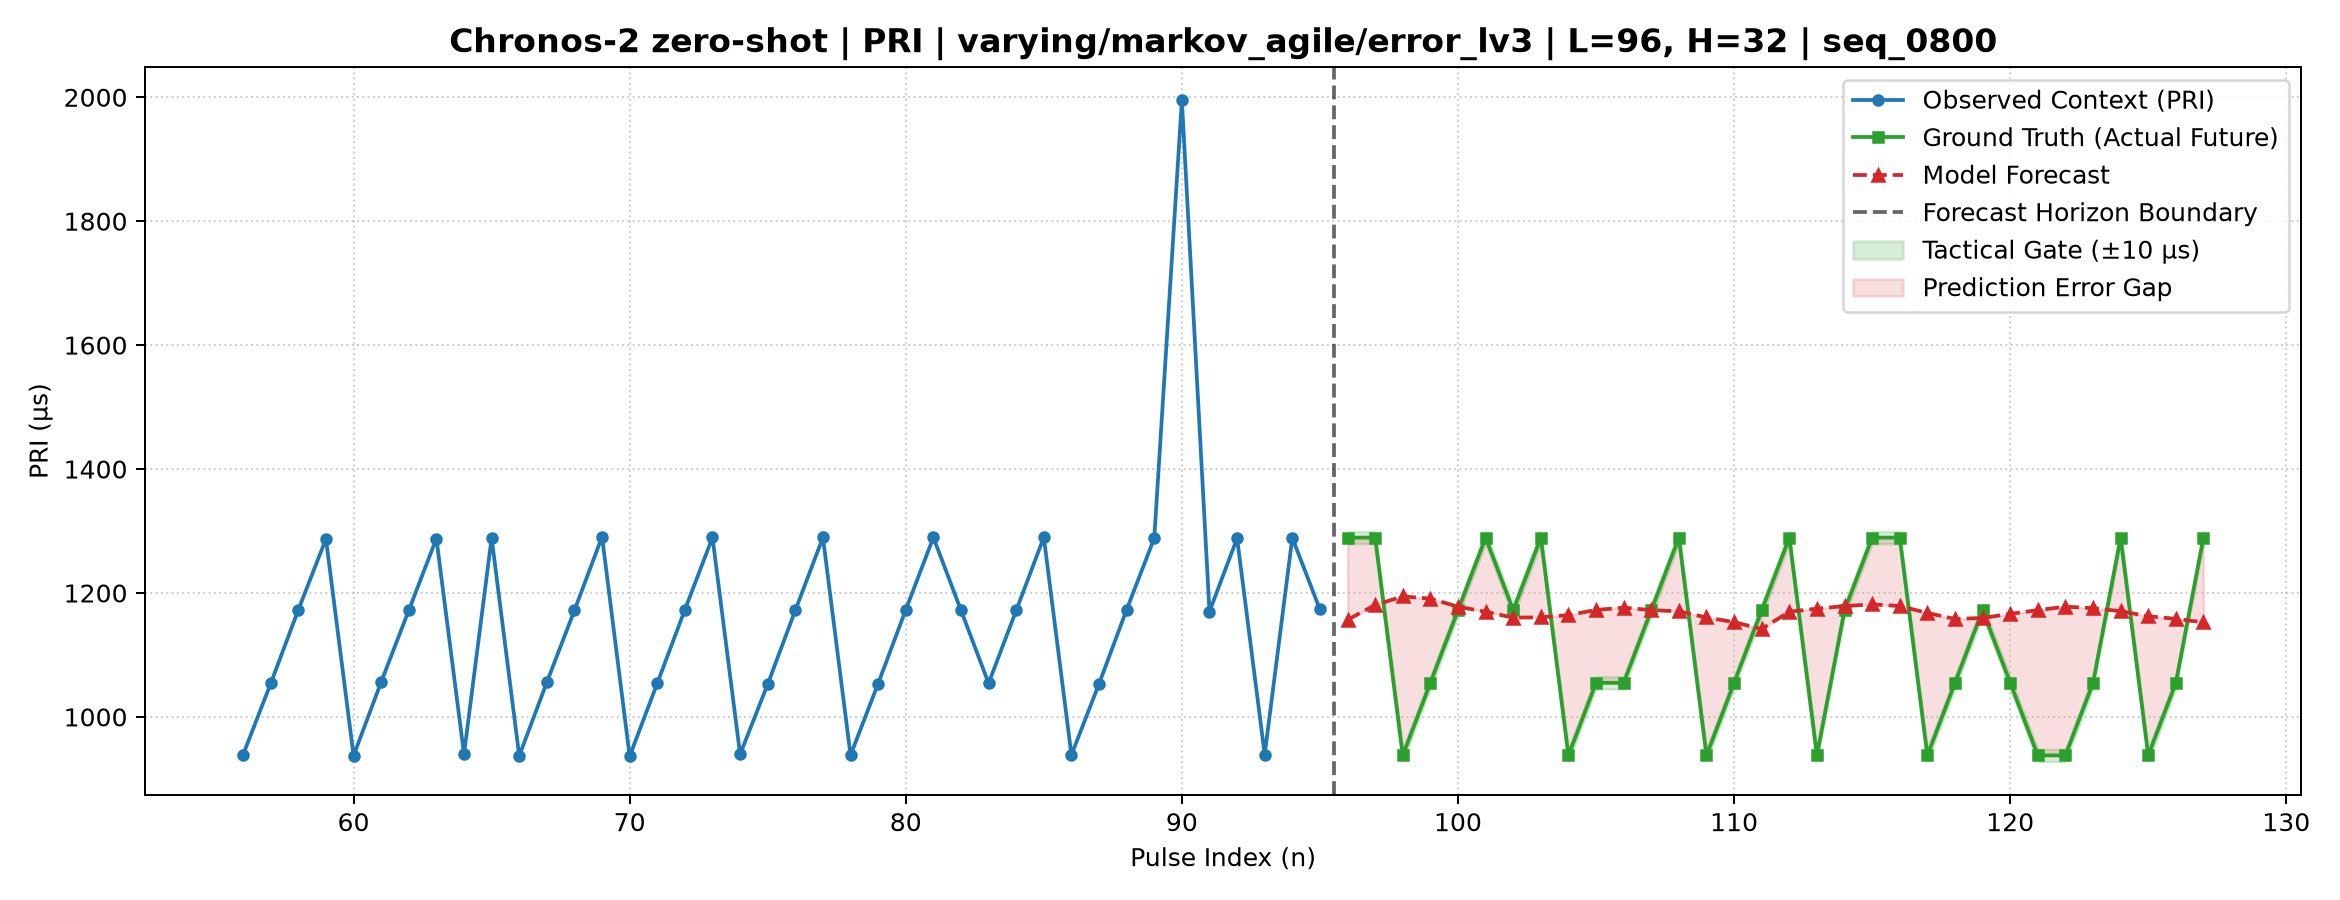 Chronos-2 zero-shot | PRI | varying/markov_agile/error_lv3 | L=96, H=32 | seq_0800
Observed Context (PRI)
Ground Truth (Actual Future)
Model Forecast
Forecast Horizon Boundary
Tactical Gate (±10 µs)
Prediction Error Gap
PRI (µs)
2000
1800
1600
1400
1200
1000
60
70
80
90
100
110
120
130
Pulse Index (n)